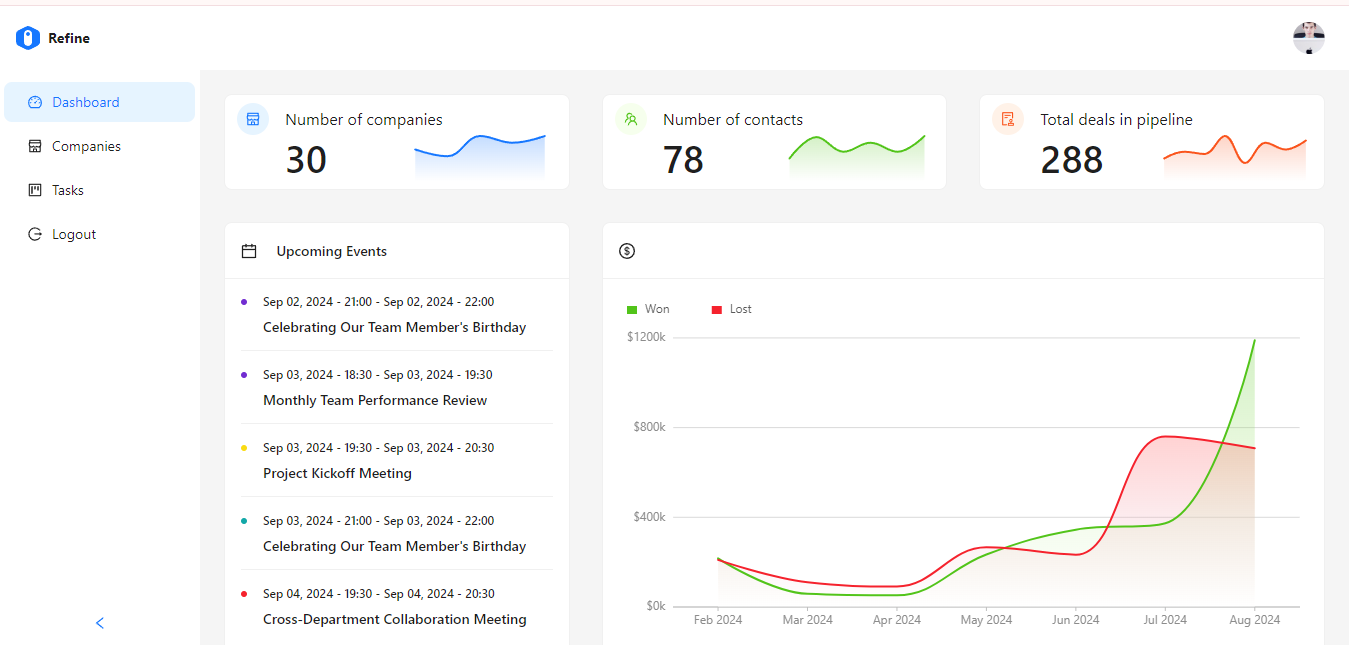 Refine
Dashboard
Companies
Tasks
Logout
Number of companies
30
Number of contacts
78
Total deals in pipeline
288
Upcoming Events
Sep 02, 2024 - 21:00 - Sep 02, 2024 - 22:00
Celebrating Our Team Member's Birthday
Sep 03, 2024 - 18:30 - Sep 03, 2024 - 19:30
Monthly Team Performance Review
Sep 03, 2024 - 19:30 - Sep 03, 2024 - 20:30
Project Kickoff Meeting
Sep 03, 2024 - 21:00 - Sep 03, 2024 - 22:00
Celebrating Our Team Member's Birthday
Sep 04, 2024 - 19:30 - Sep 04, 2024 - 20:30
Cross-Department Collaboration Meeting
$
Won Lost
$1200k
$800k
$400k
$0k
Feb 2024 Mar 2024 Apr 2024 May 2024 Jun 2024 Jul 2024 Aug 2024